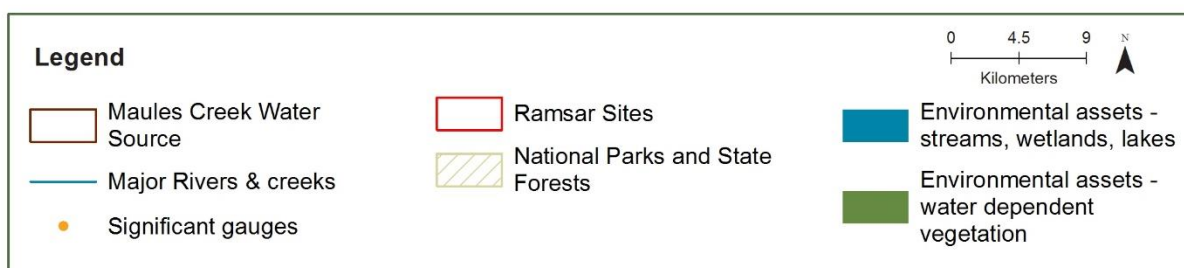 Legend
0 4.5 9
N
Kilometers
Maules Creek Water
Source
Major Rivers & creeks
Significant gauges
Ramsar Sites
National Parks and State
Forests
Environmental assets -
streams, wetlands, lakes
Environmental assets -
water dependent
vegetation